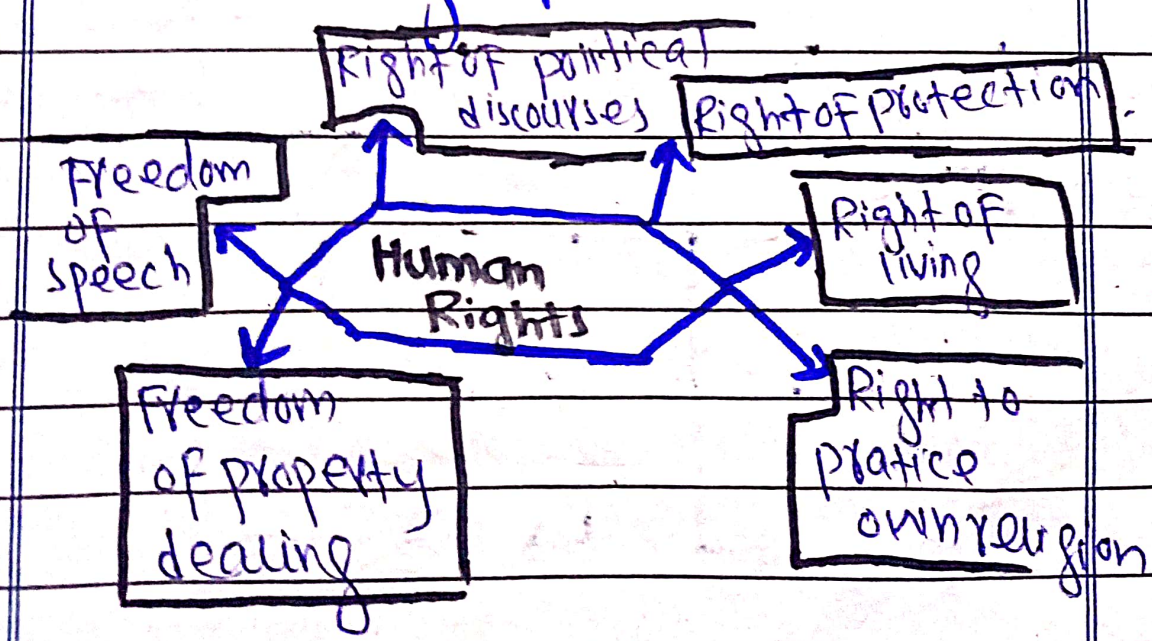 Right of political
discourses
Right of protection
Freedom
of
speech
Human
Rights
Right of
living
Freedom
of property
dealing
Right to
pratice
own religion